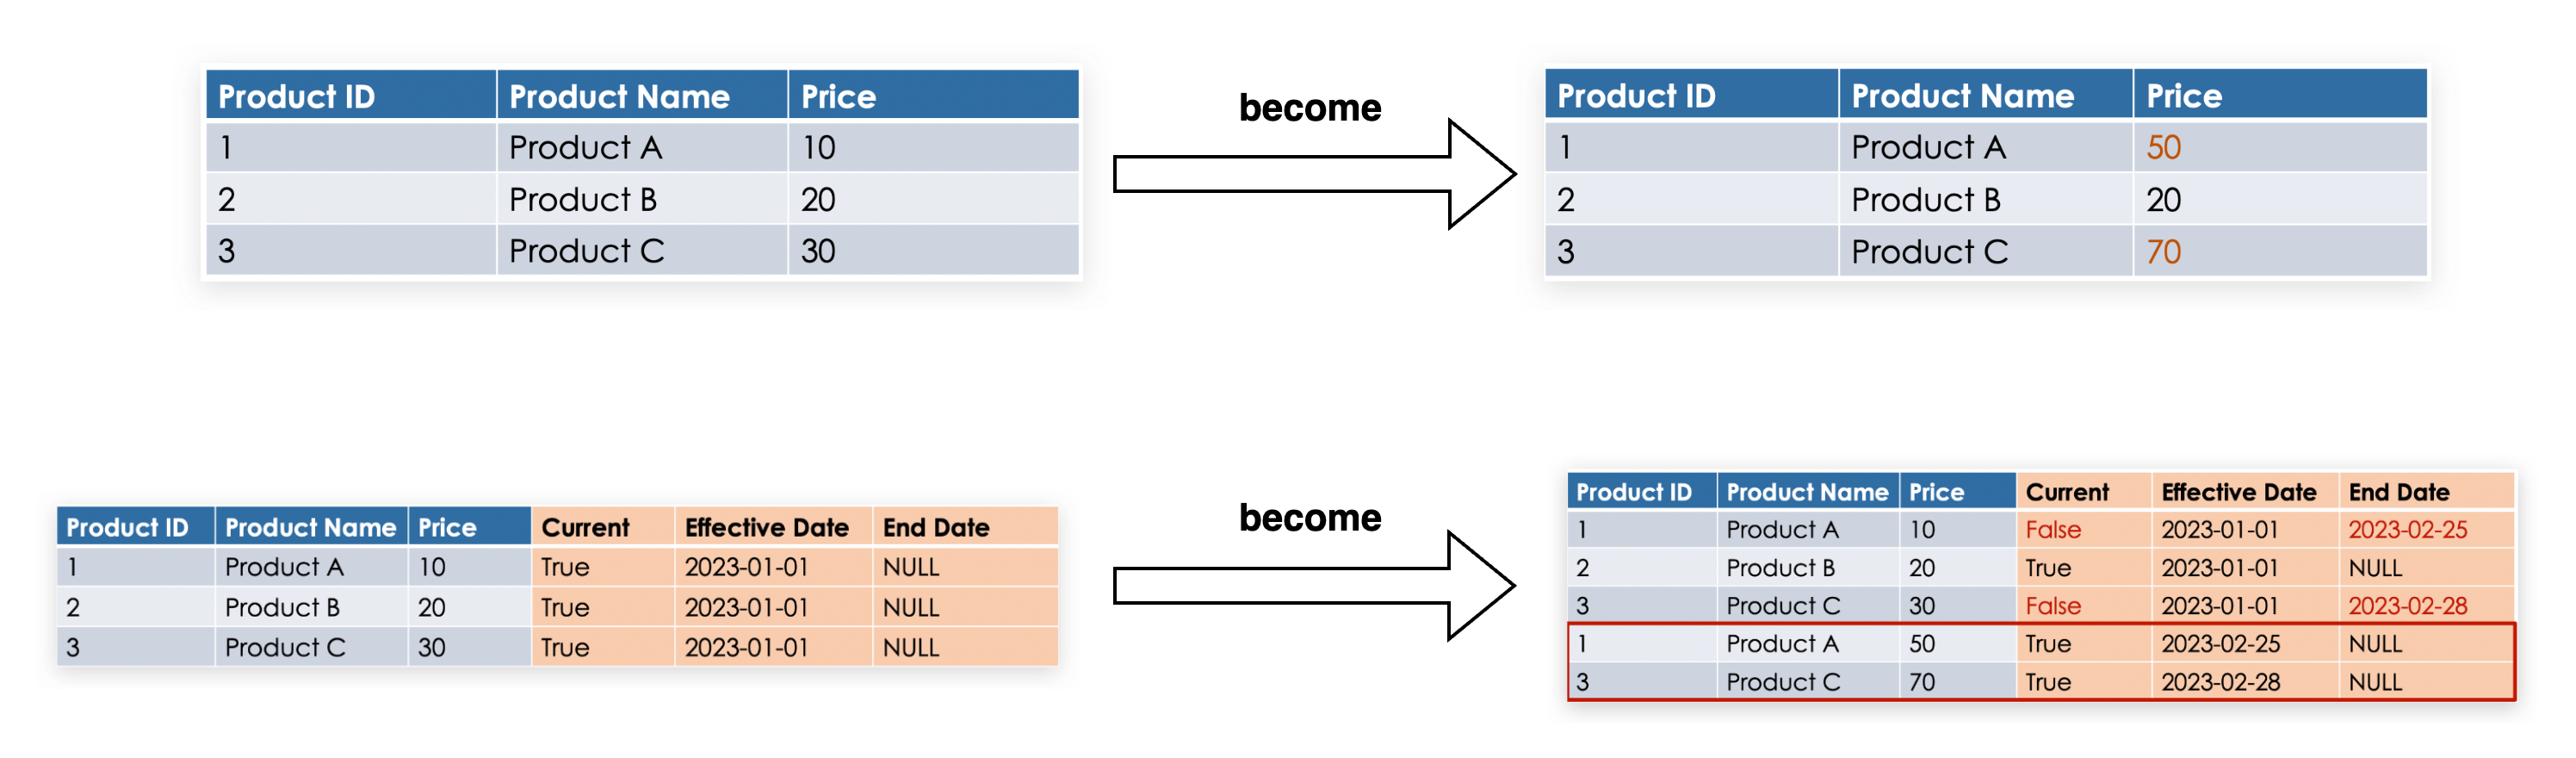 Product ID Product Name Price
1 Product A 10
2 Product B 20
3 Product C 30
become
Product ID Product Name Price
1 Product A 50
2 Product B 20
3 Product C 70
Product ID Product Name Price Current Effective Date End Date
1 Product A 10 True 2023-01-01 NULL
2 Product B 20 True 2023-01-01 NULL
3 Product C 30 True 2023-01-01 NULL
become
Product ID Product Name Price Current Effective Date End Date
1 Product A 10 False 2023-01-01 2023-02-25
2 Product B 20 True 2023-01-01 NULL
3 Product C 30 False 2023-01-01 2023-02-28
1 Product A 50 True 2023-02-25 NULL
3 Product C 70 True 2023-02-28 NULL